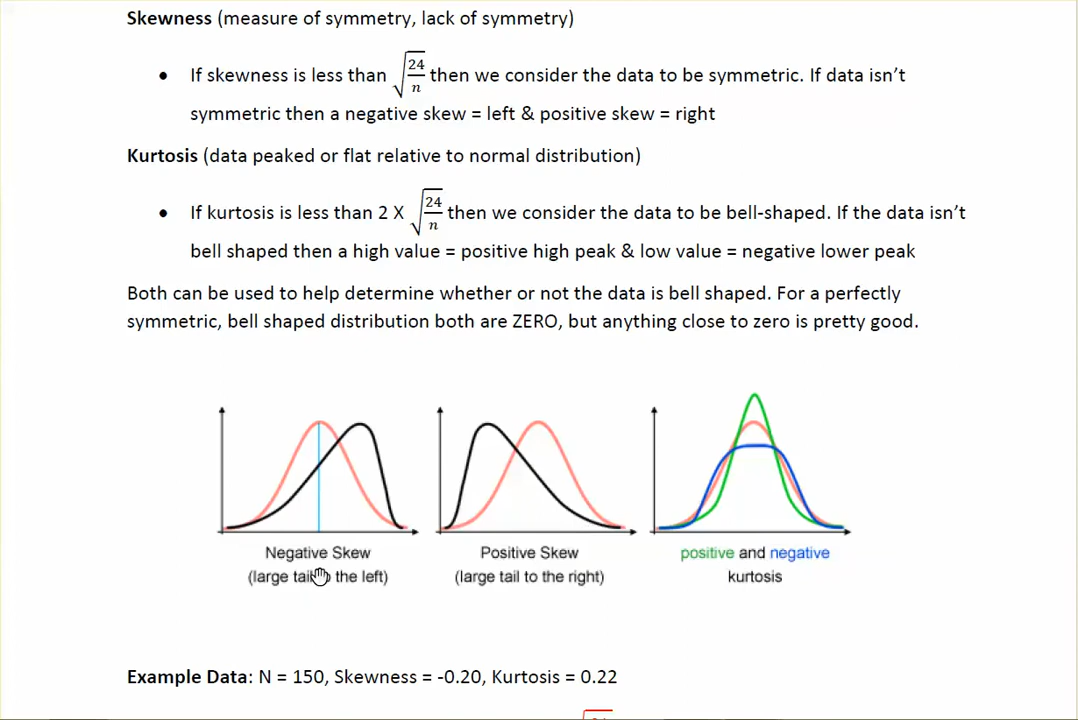 Skewness (measure of symmetry, lack of symmetry)
• If skewness is less than √(24/n) then we consider the data to be symmetric. If data isn’t
symmetric then a negative skew = left & positive skew = right
Kurtosis (data peaked or flat relative to normal distribution)
• If kurtosis is less than 2 X √(24/n) then we consider the data to be bell-shaped. If the data isn’t
bell shaped then a high value = positive high peak & low value = negative lower peak
Both can be used to help determine whether or not the data is bell shaped. For a perfectly
symmetric, bell shaped distribution both are ZERO, but anything close to zero is pretty good.
Negative Skew
(large tail the left)
Positive Skew
(large tail to the right)
positive and negative
kurtosis
Example Data: N = 150, Skewness = -0.20, Kurtosis = 0.22